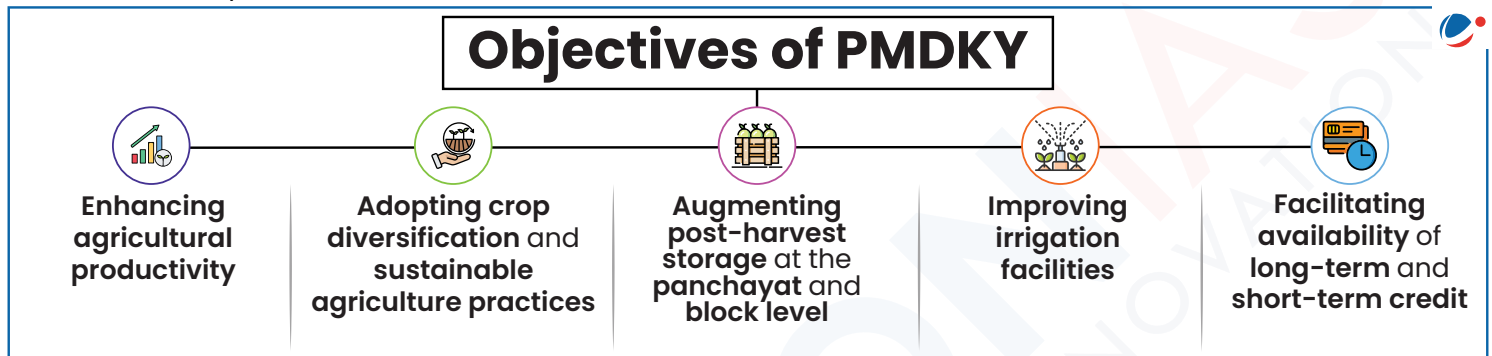 Objectives of PMDKY
Enhancing
agricultural
productivity
Adopting crop
diversification and
sustainable
agriculture practices
Augmenting
post-harvest
storage at the
panchayat and
block level
Improving
irrigation
facilities
Facilitating
availability of
long-term and
short-term credit